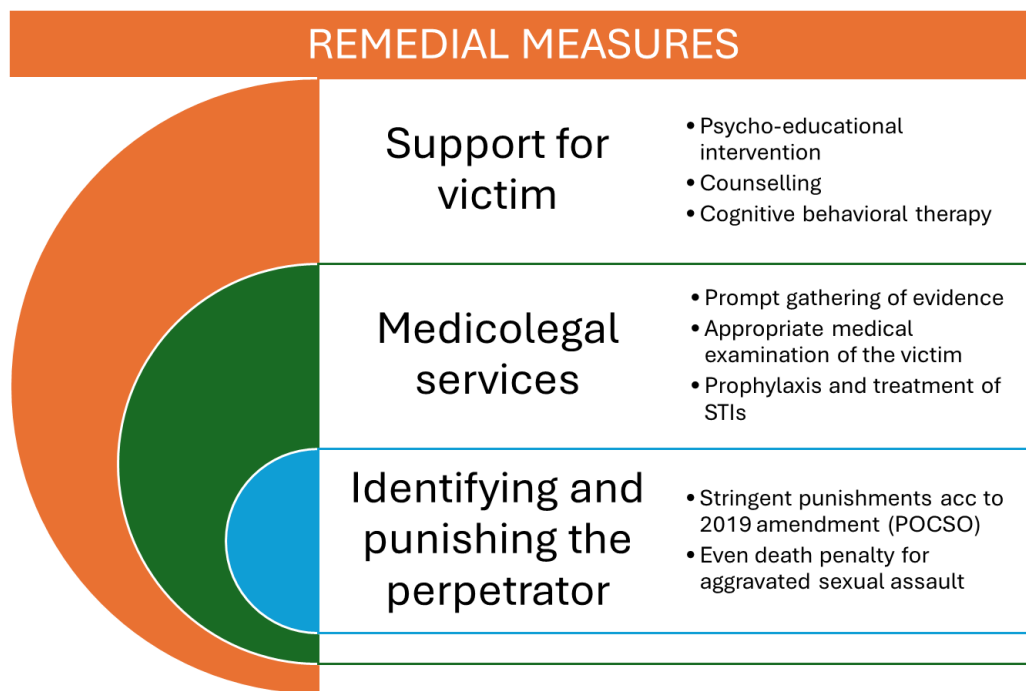 REMEDIAL MEASURES
Support for
victim
• Psycho-educational
intervention
• Counselling
• Cognitive behavioral therapy
Medicolegal
services
• Prompt gathering of evidence
• Appropriate medical
examination of the victim
• Prophylaxis and treatment of
STIs
Identifying and
punishing the
perpetrator
• Stringent punishments acc to
2019 amendment (POCSO)
• Even death penalty for
aggravated sexual assault